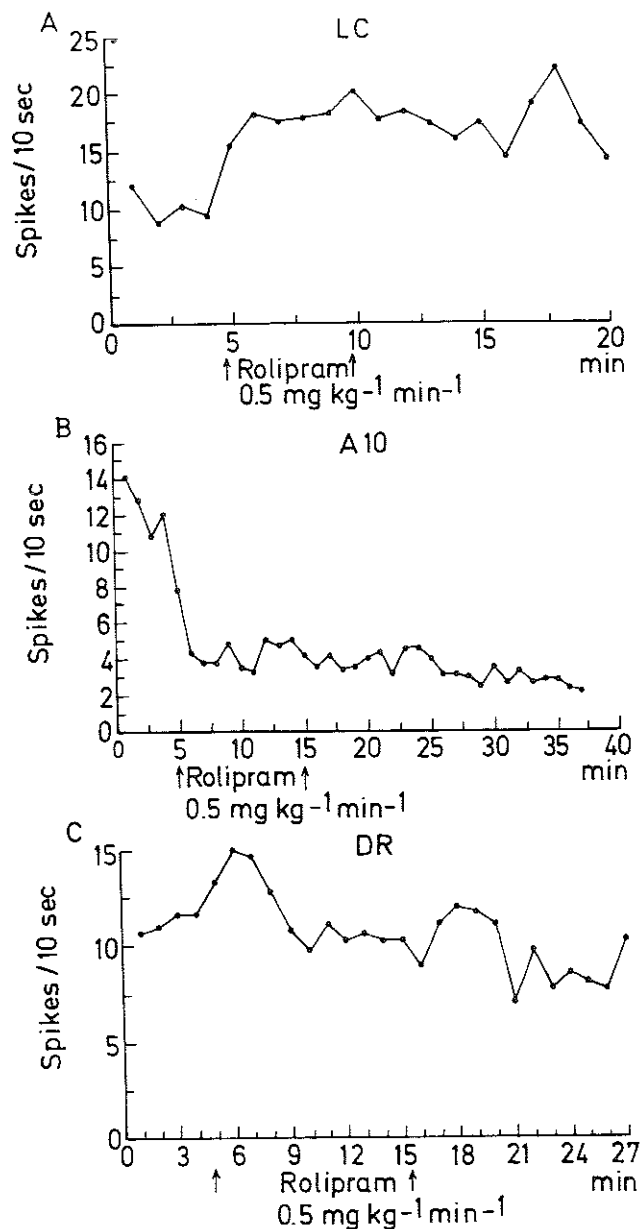 A
LC
25
20
15
10
5
0
Spikes/10 sec
0 5 10 15 20
↑Rolipram↑ min
0.5 mg kg-1 min-1
B
A10
16
14
12
10
8
6
4
2
0
Spikes/10 sec
0 5 10 15 20 25 30 35 40
↑Rolipram↑ min
0.5 mg kg-1 min-1
C
DR
15
10
5
0
Spikes/10 sec
0 3 6 9 12 15 18 21 24 27
↑ Rolipram ↑ min
0.5 mg kg-1 min-1